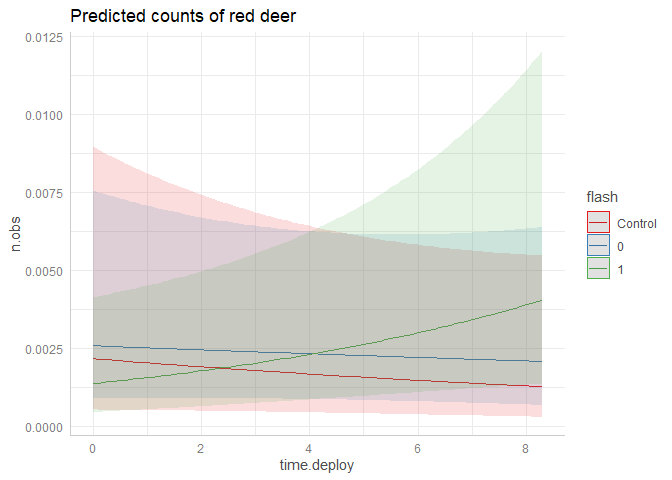 Predicted counts of red deer
0.0125
0.0100
0.0075
0.0050
0.0025
0.0000
n.obs
0 2 4 6 8
time.deploy
flash
Control
0
1